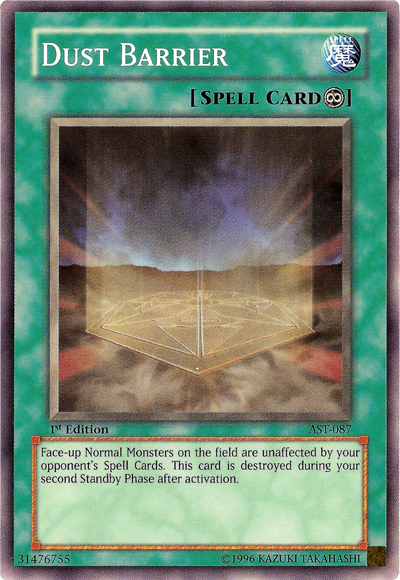 DUST BARRIER
魔
[SPELL CARD]
1st Edition
AST-087
Face-up Normal Monsters on the field are unaffected by your
opponent's Spell Cards. This card is destroyed during your
second Standby Phase after activation.
31476755
©1996 KAZUKI TAKAHASHI